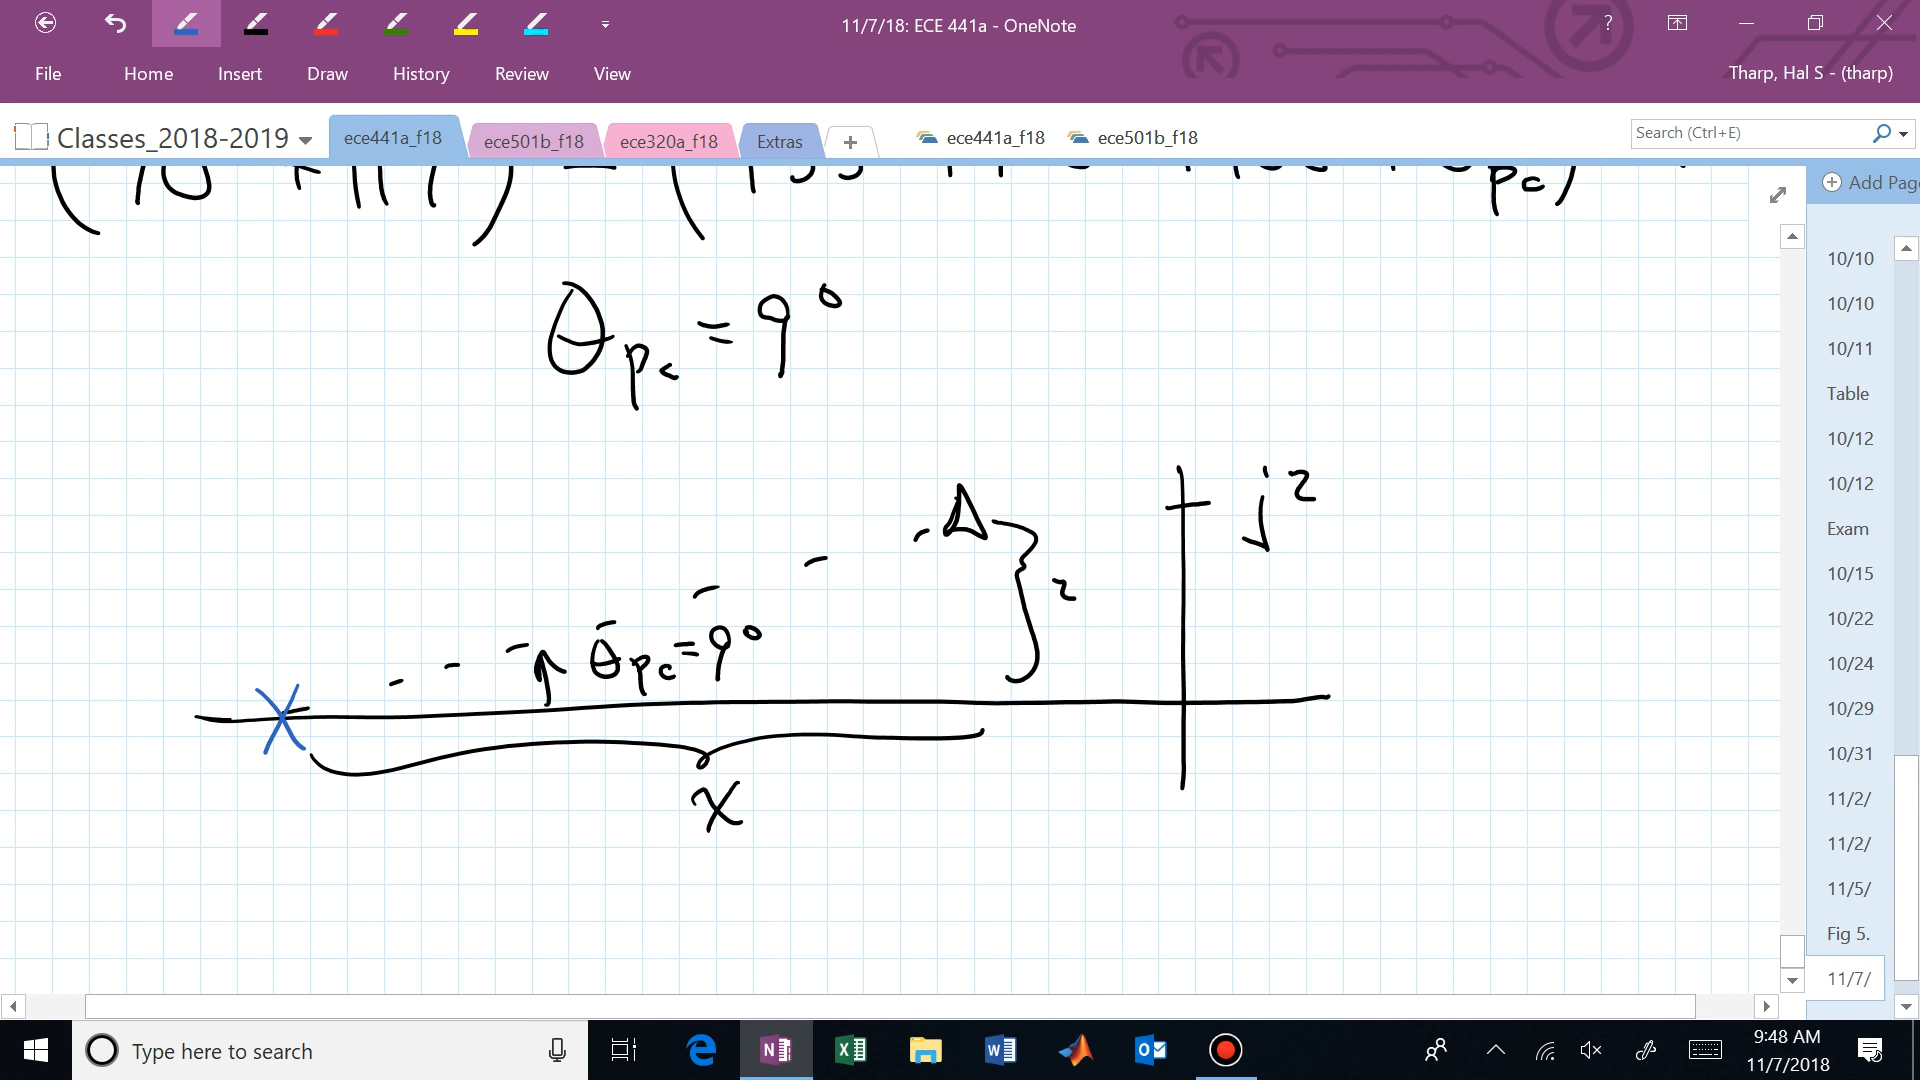 11/7/18: ECE 441a - OneNote
?
File Home Insert Draw History Review View
Tharp, Hal S - (tharp)
Classes_2018-2019
ece441a_f18
ece501b_f18
ece320a_f18
Extras
+
ece441a_f18
ece501b_f18
Search (Ctrl+E)
θpc = 9°
j2
2
θpc = 9°
X
x
Add Pag
10/10
10/10
10/11
Table
10/12
10/12
Exam
10/15
10/22
10/24
10/29
10/31
11/2/
11/2/
11/5/
Fig 5.
11/7/
Type here to search
9:48 AM
11/7/2018